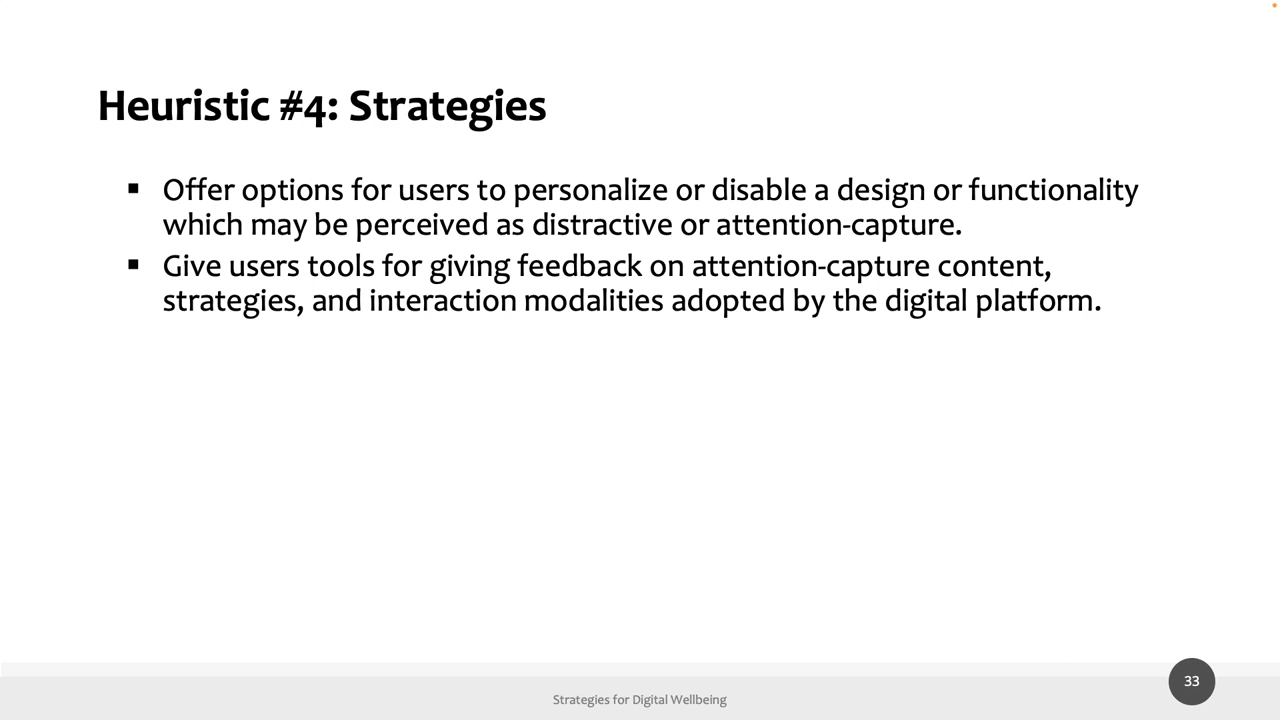 Heuristic #4: Strategies
▪ Offer options for users to personalize or disable a design or functionality
which may be perceived as distractive or attention-capture.
▪ Give users tools for giving feedback on attention-capture content,
strategies, and interaction modalities adopted by the digital platform.
Strategies for Digital Wellbeing
33